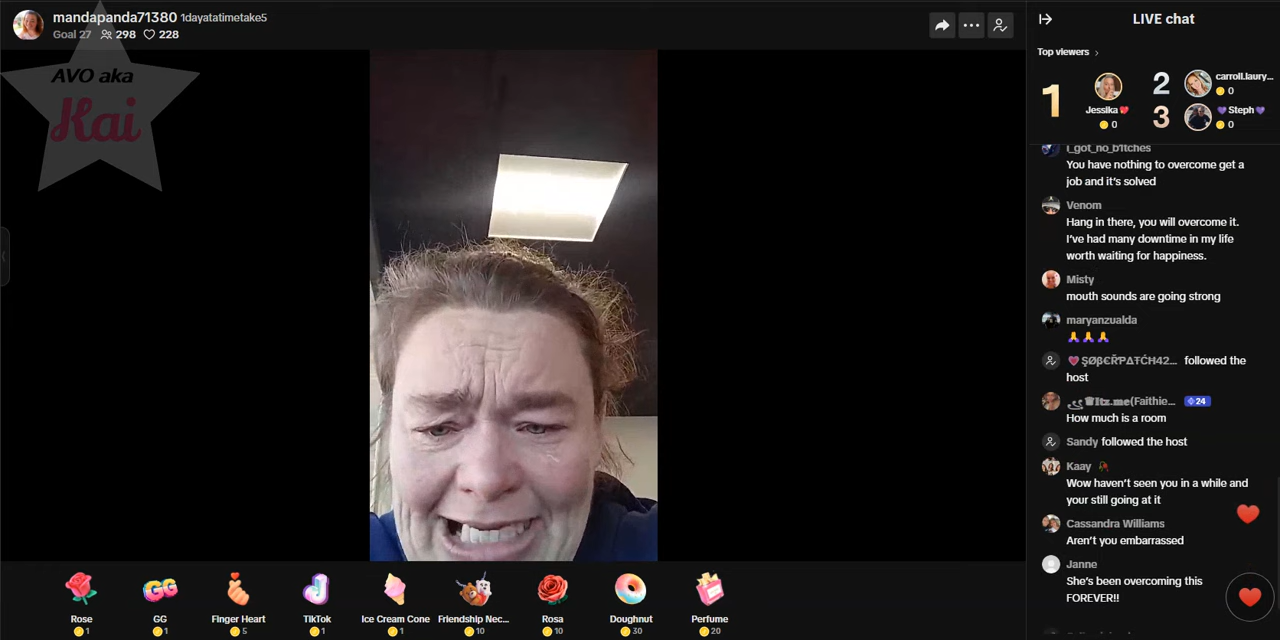 mandapanda71380 1dayatatimetake5
Goal 27 298 228
AVO aka
Kai
LIVE chat
Top viewers >
1
Jessika
0
2
carroll.laury...
0
3
Steph
0
i_got_no_b1tches
You have nothing to overcome get a
job and it's solved
Venom
Hang in there, you will overcome it.
I've had many downtime in my life
worth waiting for happiness.
Misty
mouth sounds are going strong
maryanzualda
🙏🙏🙏
followed the
host
24
How much is a room
Sandy followed the host
Kaay
Wow haven't seen you in a while and
your still going at it
Cassandra Williams
Aren't you embarrassed
Janne
She's been overcoming this
FOREVER!!
Rose
1
GG
GG
1
Finger Heart
5
TikTok
1
Ice Cream Cone
1
Friendship Nec...
10
Rosa
10
Doughnut
30
Perfume
20